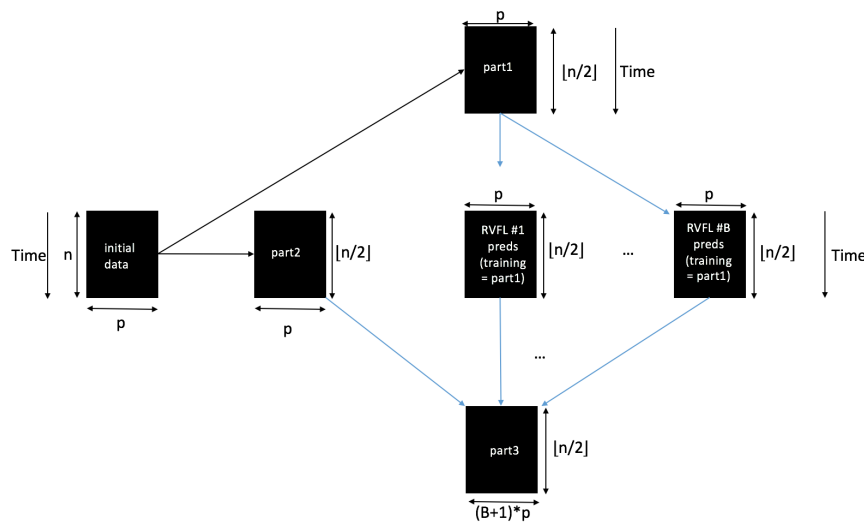 p
part1
⌊n/2⌋
Time
Time
n
initial
data
p
part2
⌊n/2⌋
p
p
RVFL #1
preds
(training
= part1)
⌊n/2⌋
...
p
RVFL #B
preds
(training
= part1)
⌊n/2⌋
Time
...
part3
⌊n/2⌋
(B+1)*p